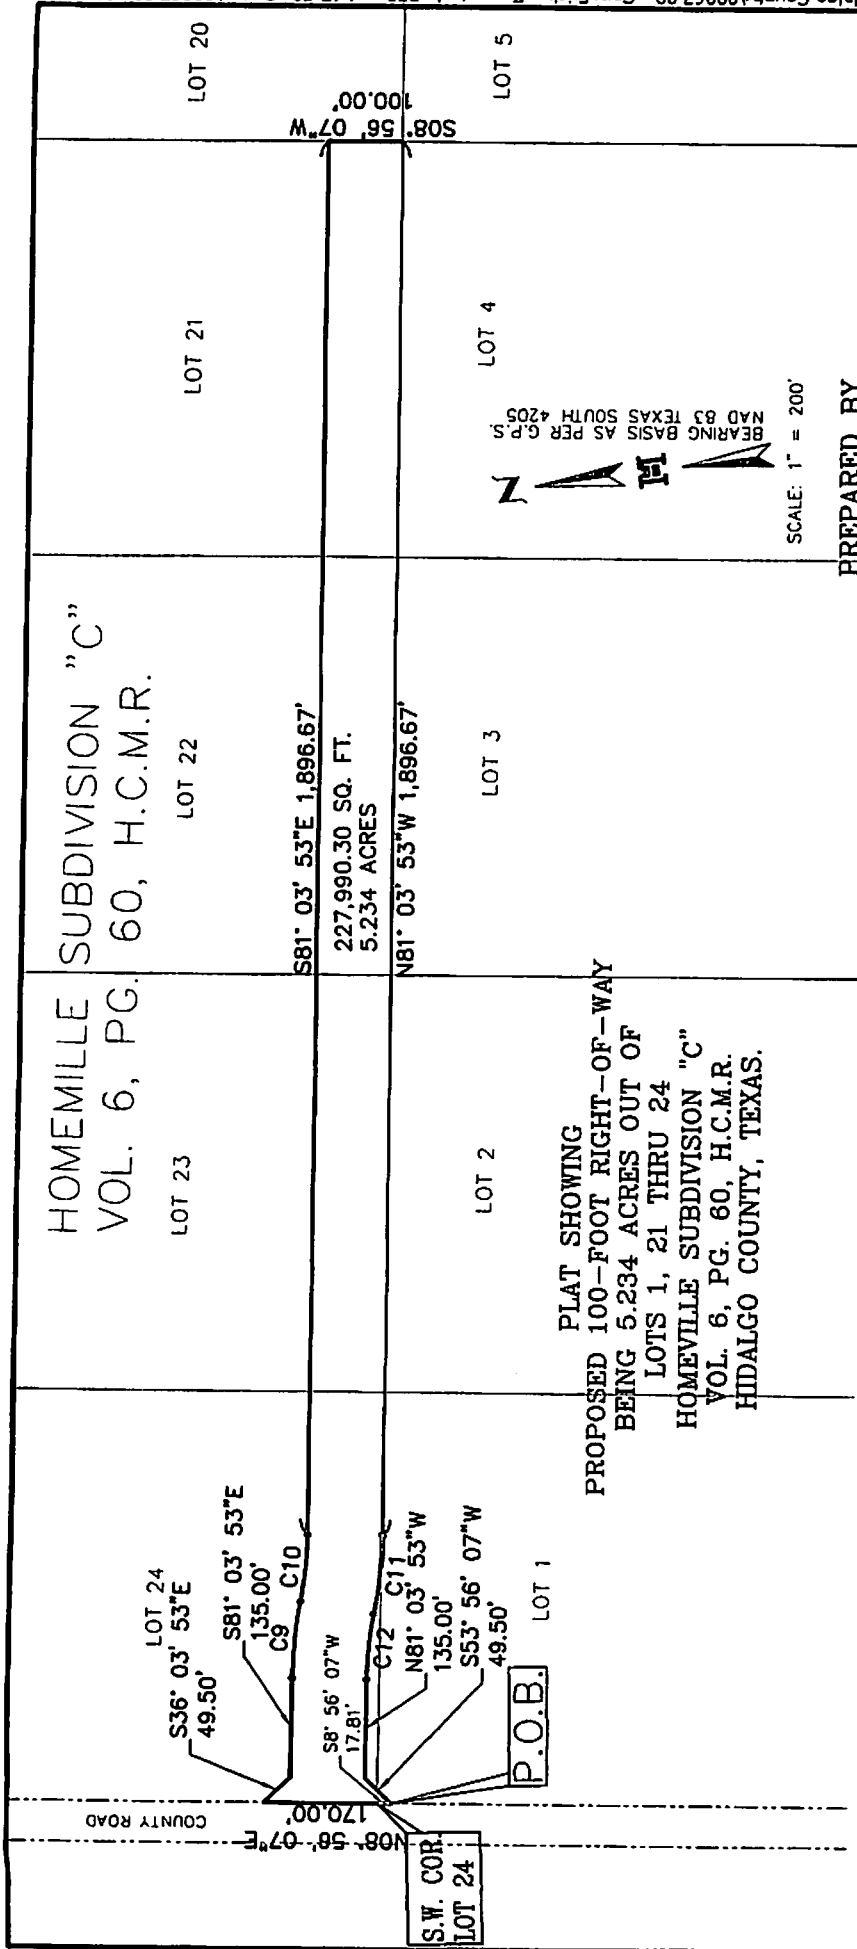 HOMEMILLE SUBDIVISION "C"
VOL. 6, PG. 60, H.C.M.R.
LOT 20
LOT 21
LOT 22
LOT 23
LOT 24
S36° 03' 53"E
49.50'
S81° 03' 53"E
135.00'
C9
C10
S81° 03' 53"E 1,896.67'
227,990.30 SQ. FT.
5.234 ACRES
N81° 03' 53"W 1,896.67'
S08° 56' 07"W
100.00'
COUNTY ROAD
N08° 56' 07"E
170.00'
S8° 56' 07"W
17.81'
C12
C11
N81° 03' 53"W
135.00'
S53° 56' 07"W
49.50'
S.W. COR.
LOT 24
P.O.B.
LOT 1
LOT 2
LOT 3
LOT 4
LOT 5
PLAT SHOWING
PROPOSED 100-FOOT RIGHT-OF-WAY
BEING 5.234 ACRES OUT OF
LOTS 1, 21 THRU 24
HOMEVILLE SUBDIVISION "C"
VOL. 6, PG. 60, H.C.M.R.
HIDALGO COUNTY, TEXAS.
N
BEARING BASIS AS PER G.P.S.
NAD 83 TEXAS SOUTH 4205
SCALE: 1" = 200'
PREPARED BY